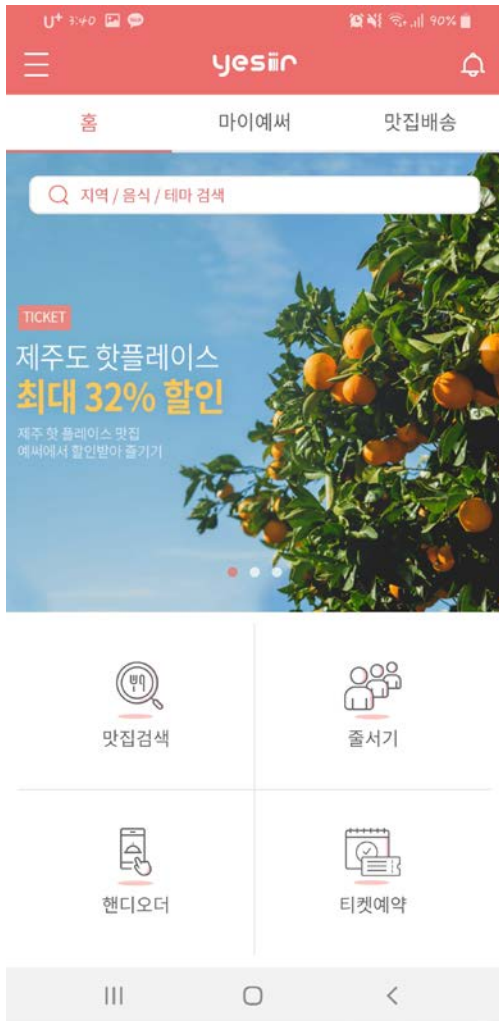 U+ 3:40 90%
yesiir
홈 마이예써 맛집배송
지역 / 음식 / 테마 검색
TICKET
제주도 핫플레이스
최대 32% 할인
제주 핫 플레이스 맛집
예써에서 할인받아 즐기기
맛집검색 줄서기
핸디오더 티켓예약